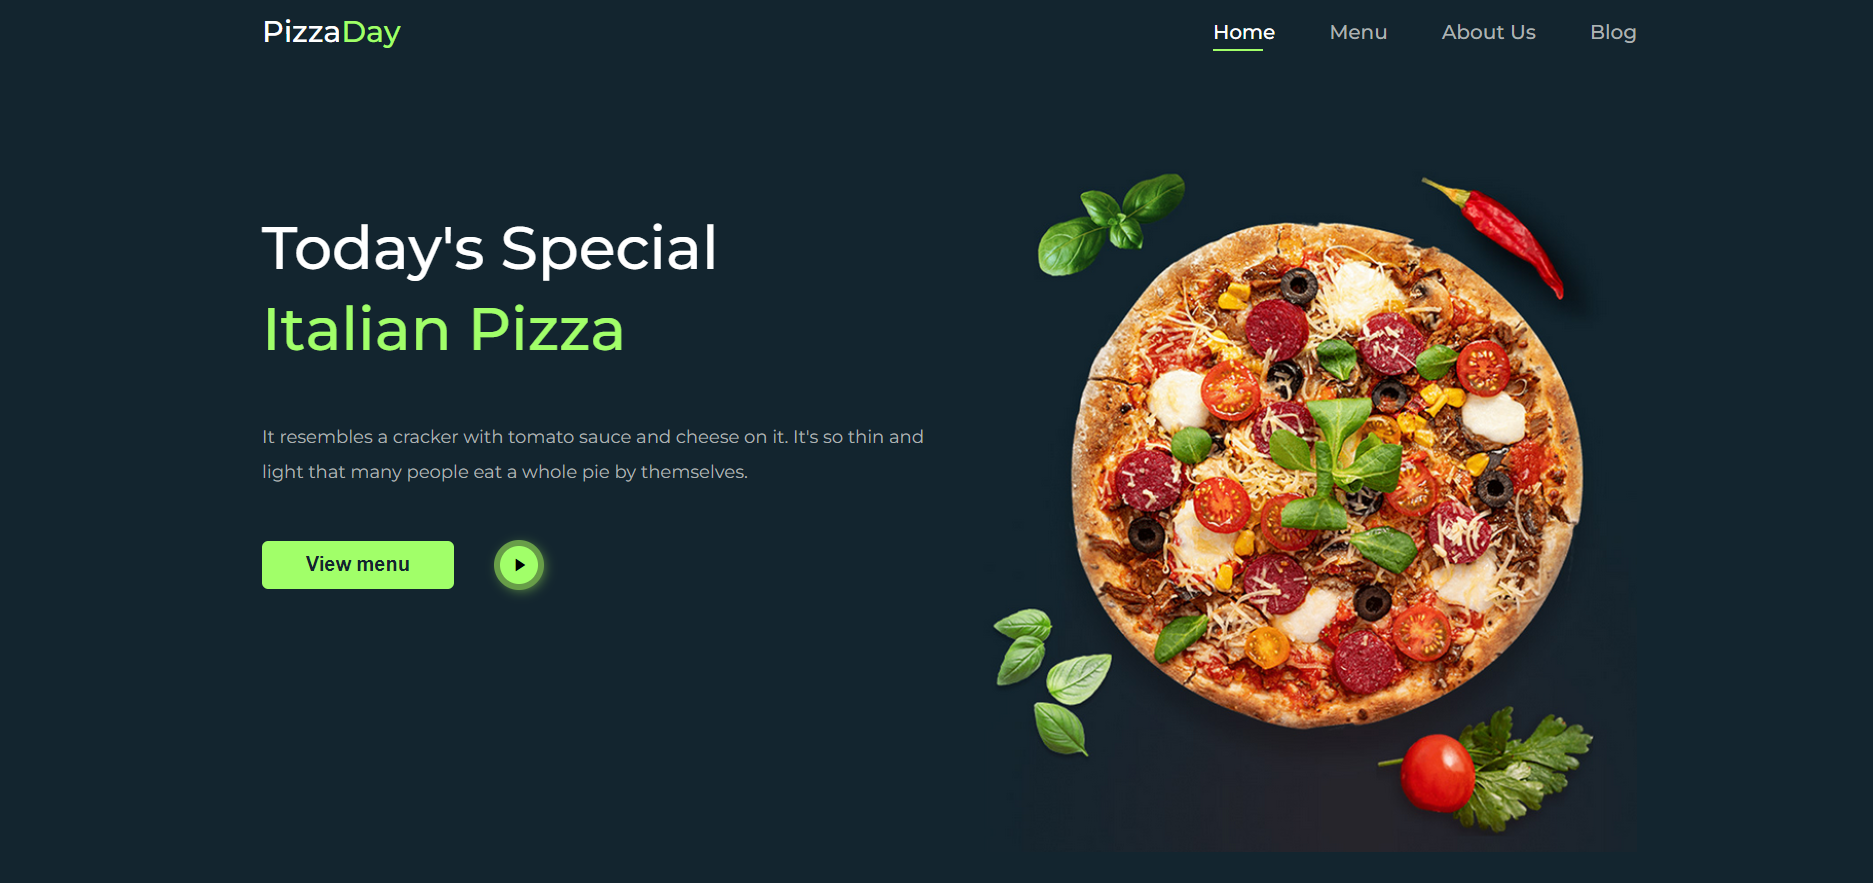 PizzaDay
Home Menu About Us Blog
Today's Special
Italian Pizza
It resembles a cracker with tomato sauce and cheese on it. It's so thin and
light that many people eat a whole pie by themselves.
View menu